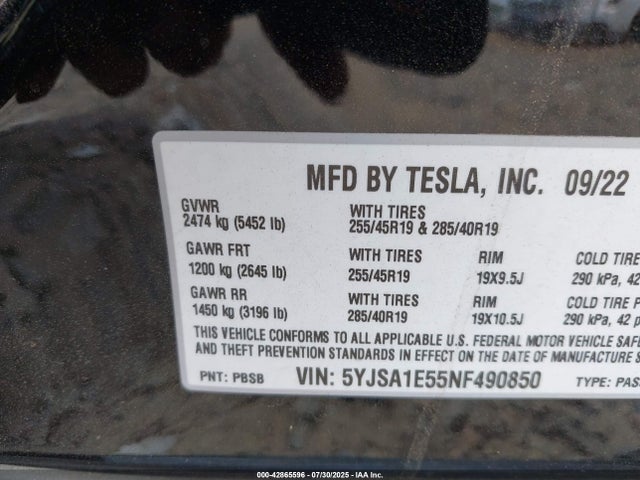 MFD BY TESLA, INC. 09/22
GVWR
2474 kg (5452 lb)
WITH TIRES
255/45R19 & 285/40R19
GAWR FRT
1200 kg (2645 lb)
WITH TIRES
255/45R19
RIM
19X9.5J
COLD TIRE
290 kPa, 42
GAWR RR
1450 kg (3196 lb)
WITH TIRES
285/40R19
RIM
19X10.5J
COLD TIRE P
290 kPa, 42 p
THIS VEHICLE CONFORMS TO ALL APPLICABLE U.S. FEDERAL MOTOR VEHICLE SAFE
AND THEFT PREVENTION STANDARDS IN EFFECT ON THE DATE OF MANUFACTURE S
PNT: PBSB VIN: 5YJSA1E55NF490850 TYPE: PAS
000-42865596 | 07/30/2025 - IAA Inc.